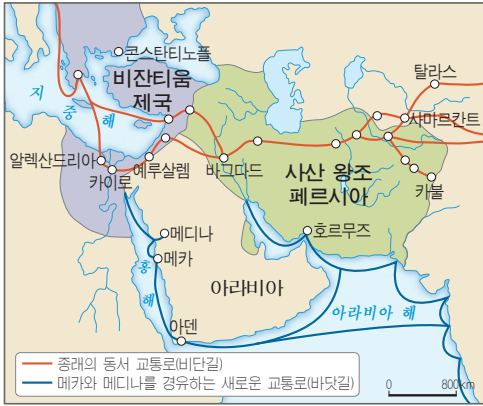 콘스탄티노플
비잔티움
제국
지중해
탈라스
사마르칸트
알렉산드리아
카이로
예루살렘
바그다드
사산 왕조
페르시아
카불
메디나
메카
호르무즈
홍해
아라비아
아라비아 해
아덴
종래의 동서 교통로(비단길)
메카와 메디나를 경유하는 새로운 교통로(바닷길)
0 800km